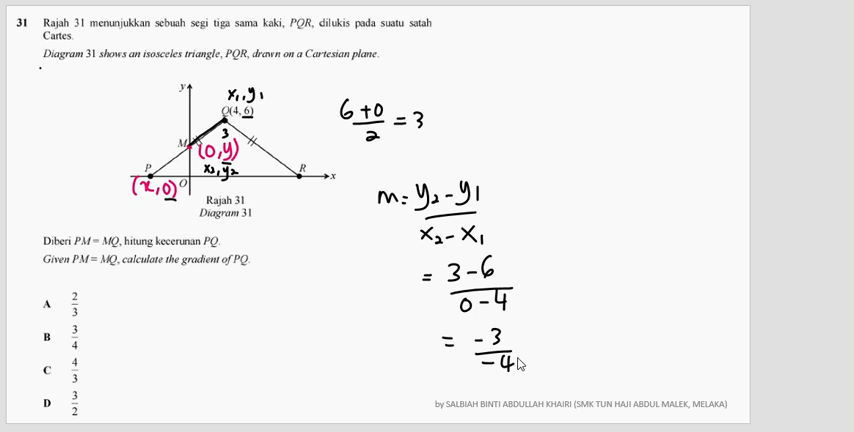 31 Rajah 31 menunjukkan sebuah segi tiga sama kaki, PQR, dilukis pada suatu satah
Cartes.
Diagram 31 shows an isosceles triangle, PQR, drawn on a Cartesian plane.
y
x₁,y₁
Q(4, 6)
3
M
(0,y)
x₂,y₂
P
R
(x,0)
O
x
Rajah 31
Diagram 31
6+0/2 = 3
m = y₂-y₁/x₂-x₁
= 3-6/0-4
= -3/-4
Diberi PM = MQ, hitung kecerunan PQ.
Given PM = MQ, calculate the gradient of PQ.
A 2/3
B 3/4
C 4/3
D 3/2
by SALBIAH BINTI ABDULLAH KHAIRI (SMK TUN HAJI ABDUL MALEK, MELAKA)